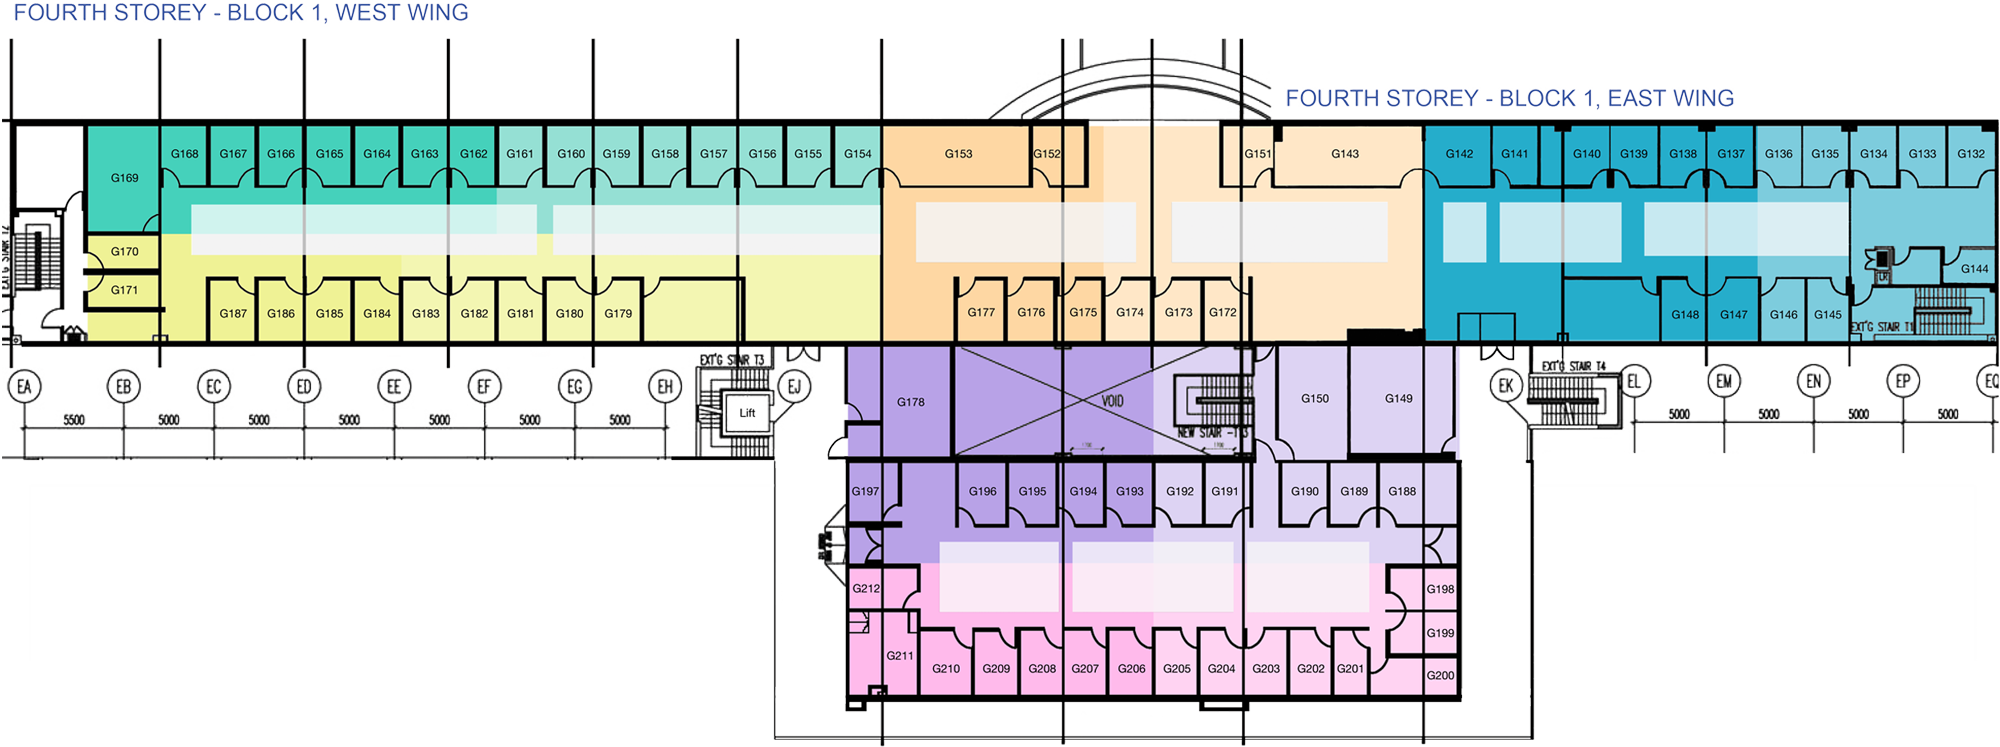 FOURTH STOREY - BLOCK 1, WEST WING
FOURTH STOREY - BLOCK 1, EAST WING
G168 G167 G166 G165 G164 G163 G162 G161 G160 G159 G158 G157 G156 G155 G154 G153 G152 G151 G143 G142 G141 G140 G139 G138 G137 G136 G135 G134 G133 G132
G169
G170
G171
G144
EXT'G STAIR T2
G187 G186 G185 G184 G183 G182 G181 G180 G179 G177 G176 G175 G174 G173 G172 G148 G147 G146 G145
EXT'G STAIR T1
EXT'G STAIR T3
EXT'G STAIR T4
EA EB EC ED EE EF EG EH EJ EK EL EM EN EP EQ
G178 VOID G150 G149
Lift
5500 5000 5000 5000 5000 5000 5000 5000 5000 5000 5000
G197 G196 G195 G194 G193 G192 G191 G190 G189 G188
G212 G198
G199
G211 G210 G209 G208 G207 G206 G205 G204 G203 G202 G201 G200